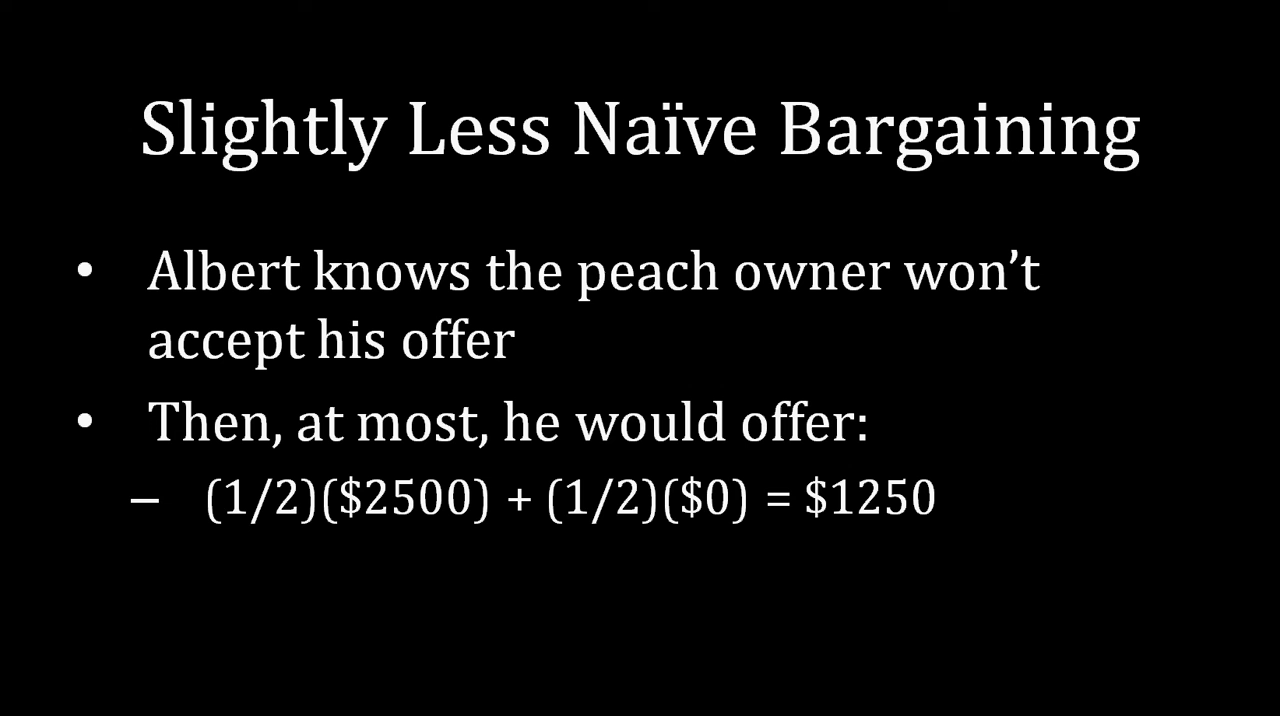 Slightly Less Naïve Bargaining
• Albert knows the peach owner won’t
accept his offer
• Then, at most, he would offer:
– (1/2)($2500) + (1/2)($0) = $1250